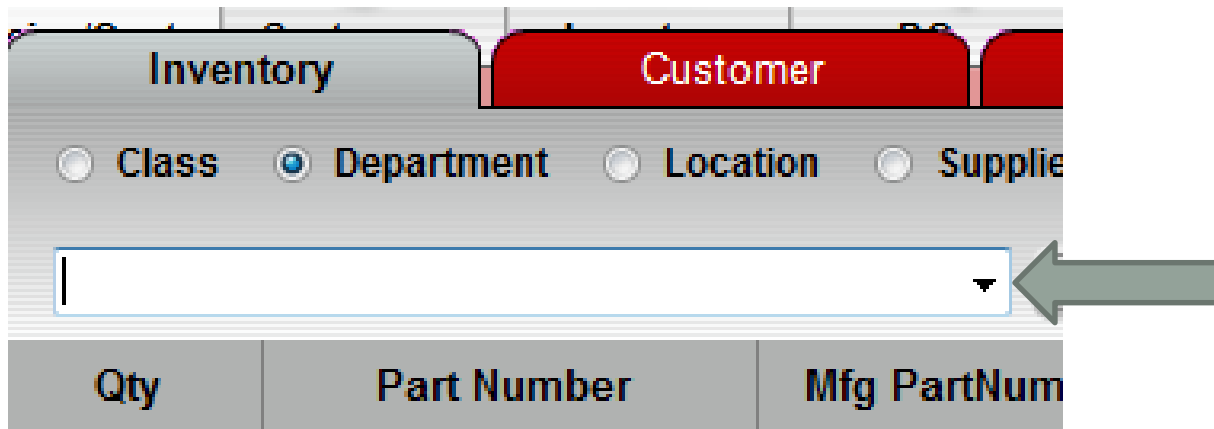 Inventory Customer
Class Department Location Supplie
Qty Part Number Mfg PartNum